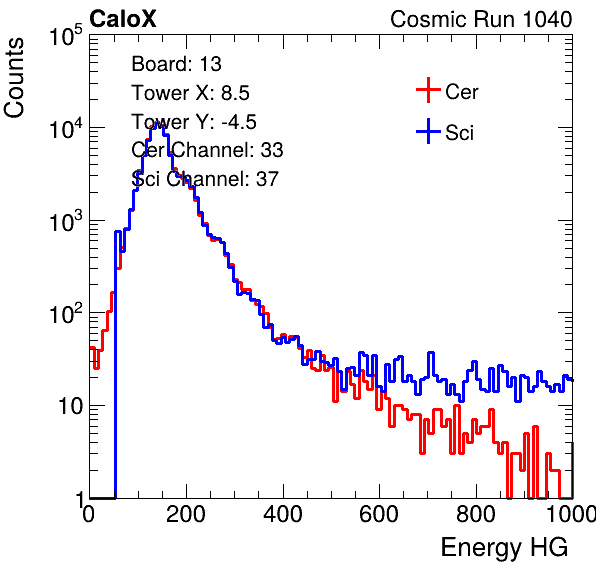 CaloX Cosmic Run 1040
Counts
Board: 13
Tower X: 8.5
Tower Y: -4.5
Cer Channel: 33
Sci Channel: 37
Cer
Sci
10^5
10^4
10^3
10^2
10
1
0 200 400 600 800 1000
Energy HG